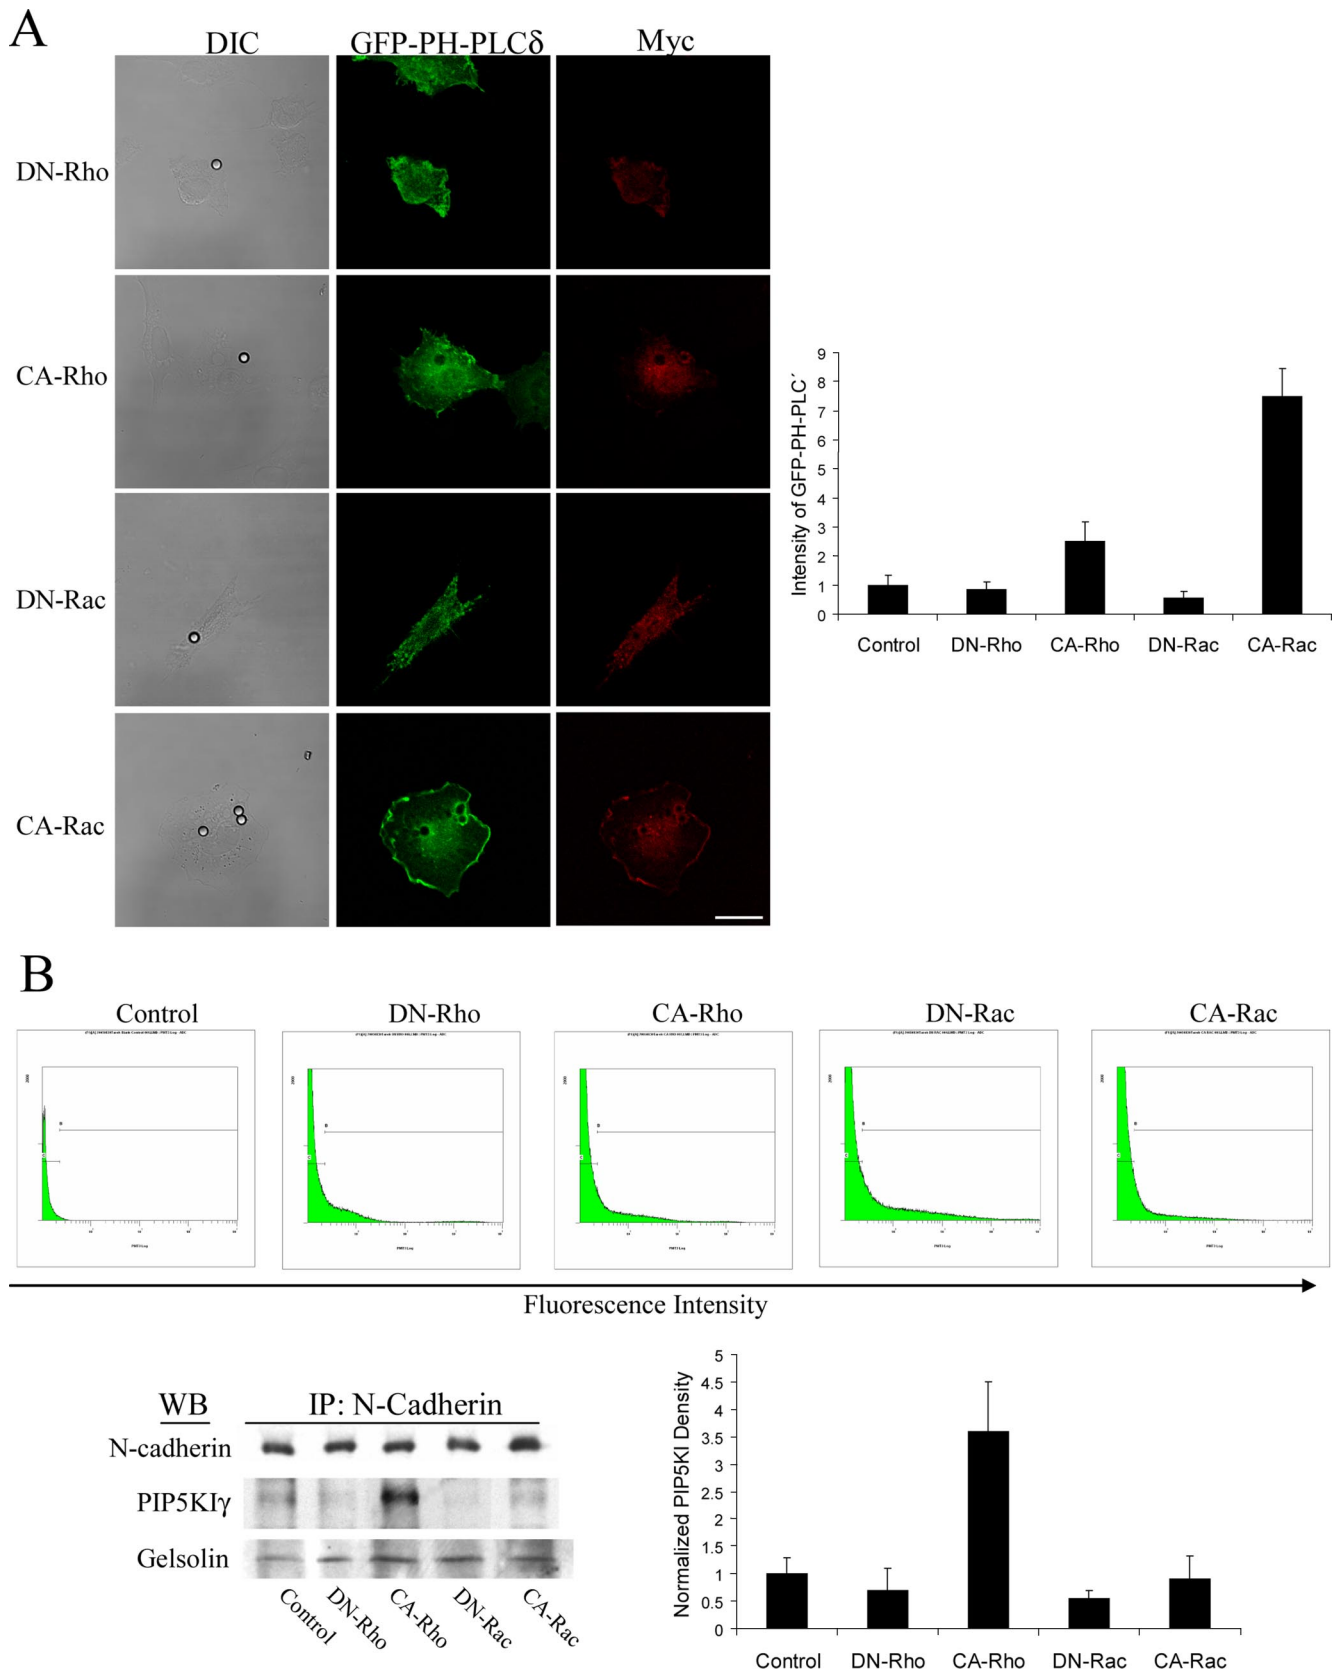 A
DIC GFP-PH-PLCδ Myc
DN-Rho
CA-Rho
DN-Rac
CA-Rac
Intensity of GFP-PH-PLC´
9
8
7
6
5
4
3
2
1
0
Control DN-Rho CA-Rho DN-Rac CA-Rac
B
Control DN-Rho CA-Rho DN-Rac CA-Rac
Fluorescence Intensity
WB IP: N-Cadherin
N-cadherin
PIP5KIγ
Gelsolin
Control DN-Rho CA-Rho DN-Rac CA-Rac
Normalized PIP5KI Density
5
4.5
4
3.5
3
2.5
2
1.5
1
0.5
0
Control DN-Rho CA-Rho DN-Rac CA-Rac